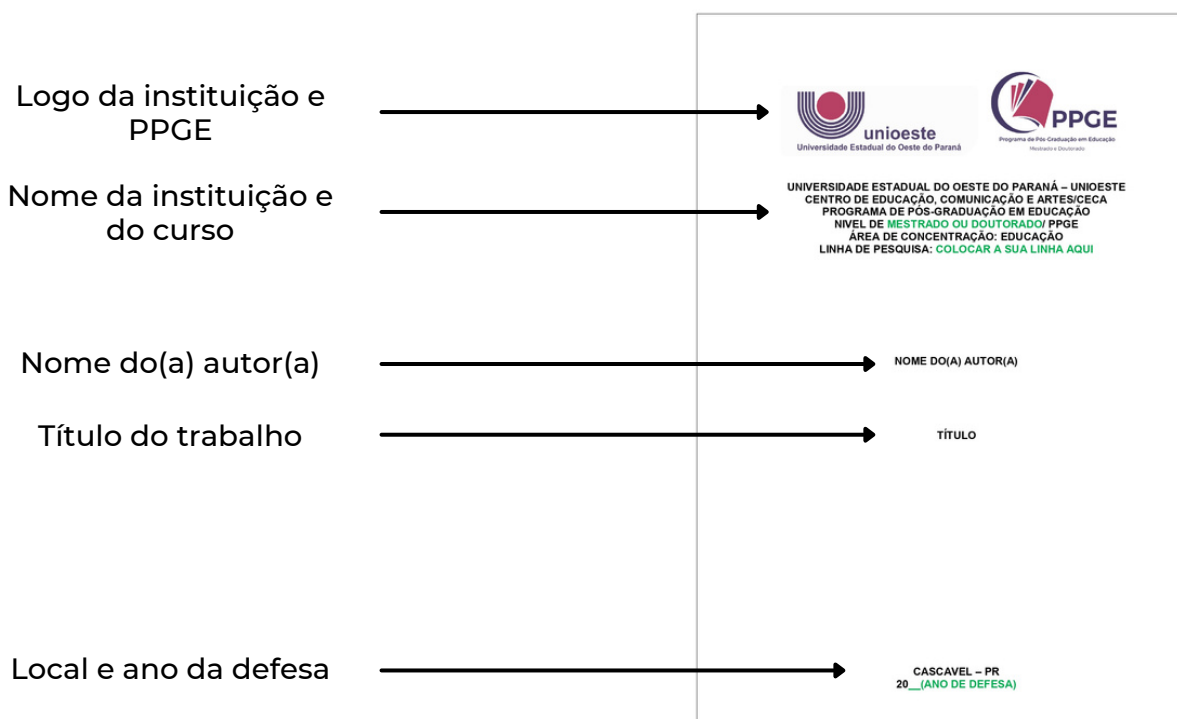 Logo da instituição e
PPGE
unioeste
Universidade Estadual do Oeste do Paraná
PPGE
Programa de Pós-Graduação em Educação
Mestrado e Doutorado
Nome da instituição e
do curso
UNIVERSIDADE ESTADUAL DO OESTE DO PARANÁ – UNIOESTE
CENTRO DE EDUCAÇÃO, COMUNICAÇÃO E ARTES/CECA
PROGRAMA DE PÓS-GRADUAÇÃO EM EDUCAÇÃO
NIVEL DE MESTRADO OU DOUTORADO/ PPGE
ÁREA DE CONCENTRAÇÃO: EDUCAÇÃO
LINHA DE PESQUISA: COLOCAR A SUA LINHA AQUI
Nome do(a) autor(a)
NOME DO(A) AUTOR(A)
Título do trabalho
TÍTULO
Local e ano da defesa
CASCAVEL – PR
20__(ANO DE DEFESA)